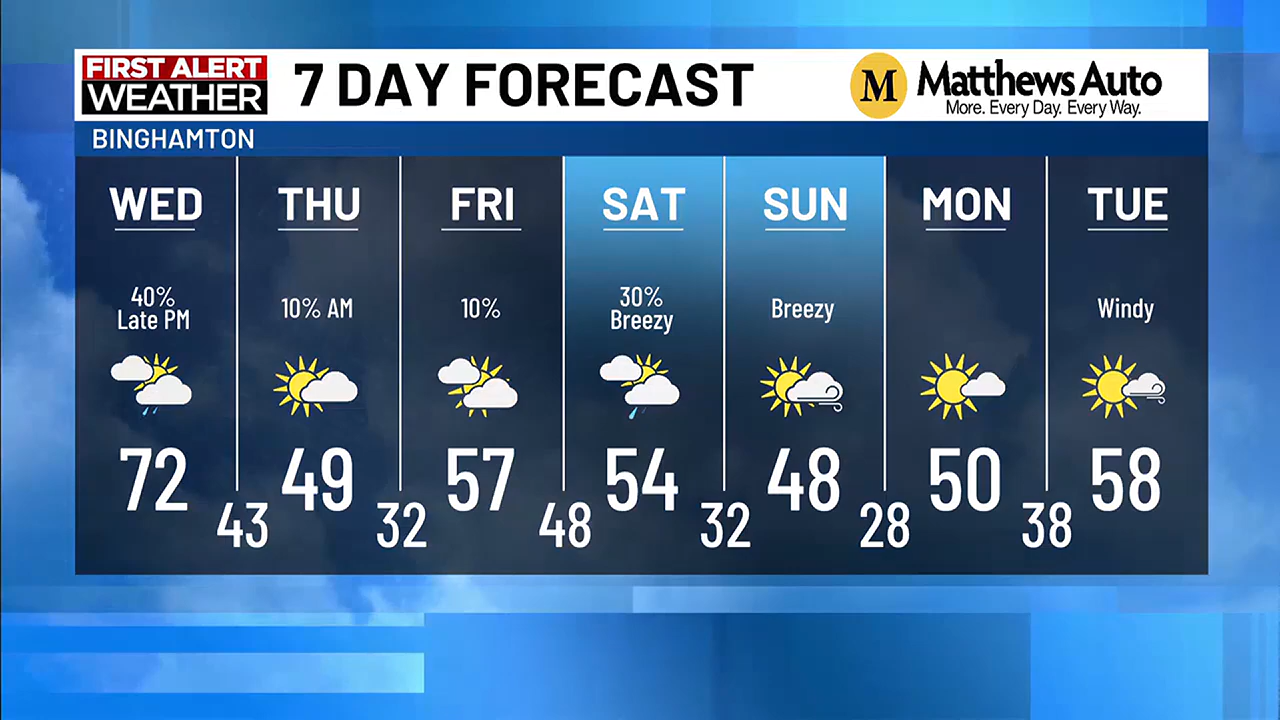 FIRST ALERT
WEATHER
7 DAY FORECAST
M
Matthews Auto
More. Every Day. Every Way.
BINGHAMTON
WED
40%
Late PM
72
43
THU
10% AM
49
32
FRI
10%
57
48
SAT
30%
Breezy
54
32
SUN
Breezy
48
28
MON
50
38
TUE
Windy
58